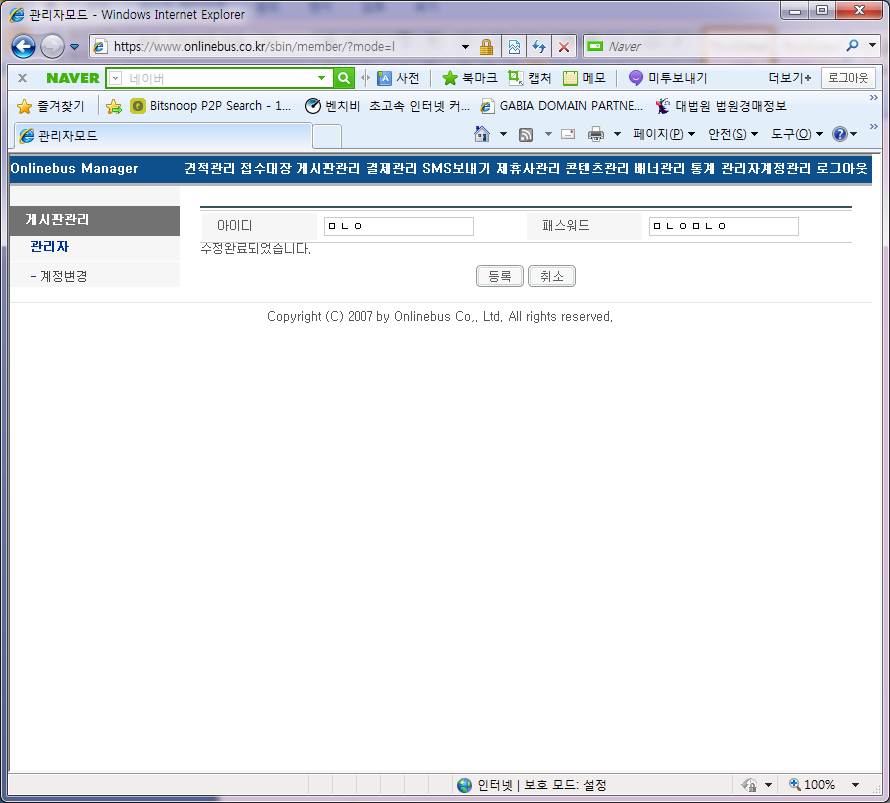 관리자모드 - Windows Internet Explorer
https://www.onlinebus.co.kr/sbin/member/?mode=l
Naver
x NAVER 네이버 사전 북마크 캡처 메모 미투보내기 더보기+ 로그아웃
즐겨찾기 Bitsnoop P2P Search - 1... 벤치비 초고속 인터넷 커... GABIA DOMAIN PARTNE... 대법원 법원경매정보
관리자모드 페이지(P) 안전(S) 도구(O)
Onlinebus Manager 견적관리 접수대장 게시판관리 결제관리 SMS보내기 제휴사관리 콘텐츠관리 배너관리 통계 관리자계정관리 로그아웃
게시판관리
관리자
- 계정변경
아이디 ㅁㄴㅇ 패스워드 ㅁㄴㅇㅁㄴㅇ
수정완료되었습니다.
등록 취소
Copyright (C) 2007 by Onlinebus Co., Ltd. All rights reserved.
인터넷 | 보호 모드: 설정 100%